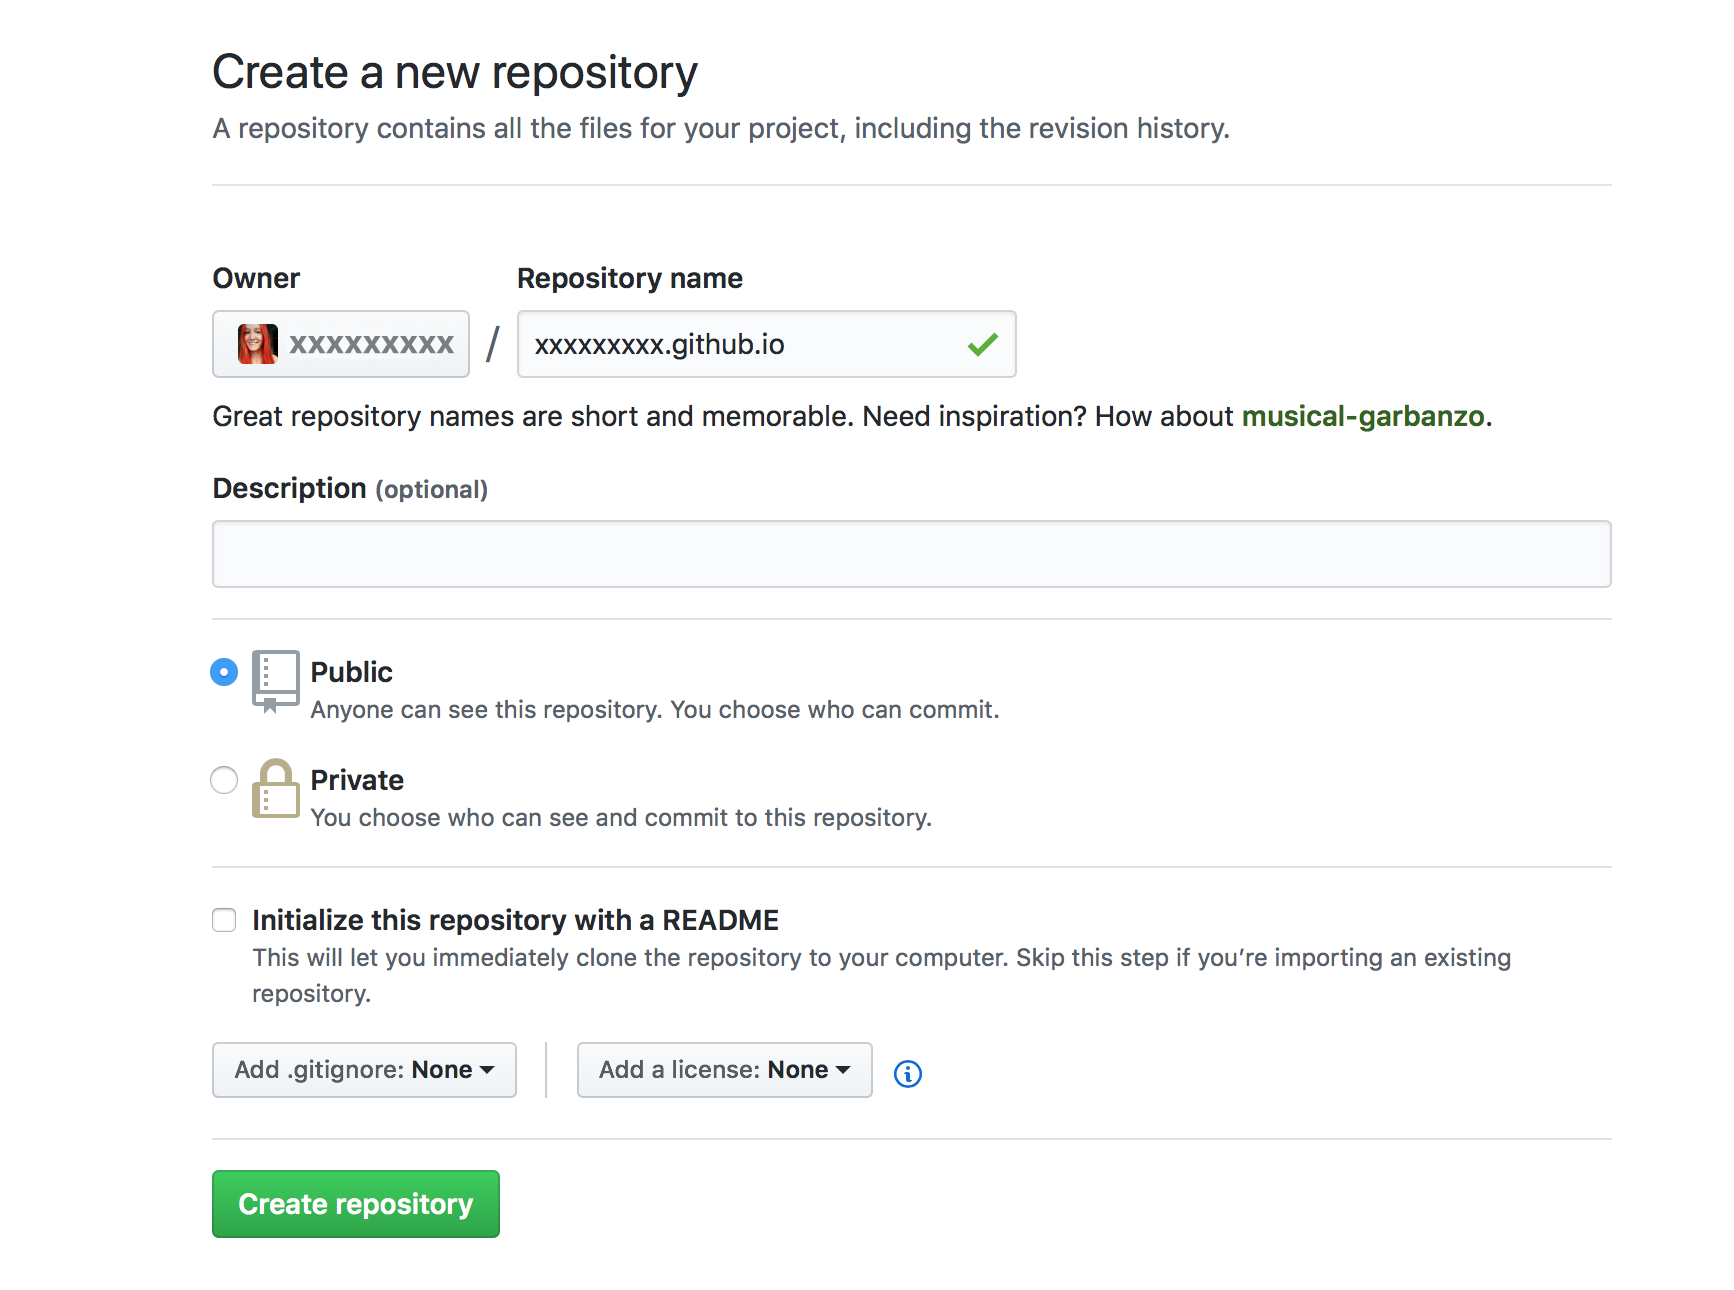 Create a new repository
A repository contains all the files for your project, including the revision history.
Owner
Repository name
xxxxxxxxx / xxxxxxxxx.github.io
Great repository names are short and memorable. Need inspiration? How about musical-garbanzo.
Description (optional)
Public
Anyone can see this repository. You choose who can commit.
Private
You choose who can see and commit to this repository.
Initialize this repository with a README
This will let you immediately clone the repository to your computer. Skip this step if you’re importing an existing
repository.
Add .gitignore: None
Add a license: None
Create repository